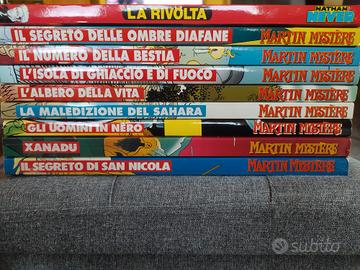 LA RIVOLTA NATHAN NEVER
IL SEGRETO DELLE OMBRE DIAFANE MARTIN MYSTÈRE
IL NUMERO DELLA BESTIA MARTIN MYSTÈRE
L'ISOLA DI GHIACCIO E DI FUOCO MARTIN MYSTÈRE
L'ALBERO DELLA VITA MARTIN MYSTÈRE
LA MALEDIZIONE DEL SAHARA MARTIN MYSTÈRE
GLI UOMINI IN NERO MARTIN MYSTÈRE
XANADU MARTIN MYSTÈRE
IL SEGRETO DI SAN NICOLA MARTIN MYSTÈRE
subito